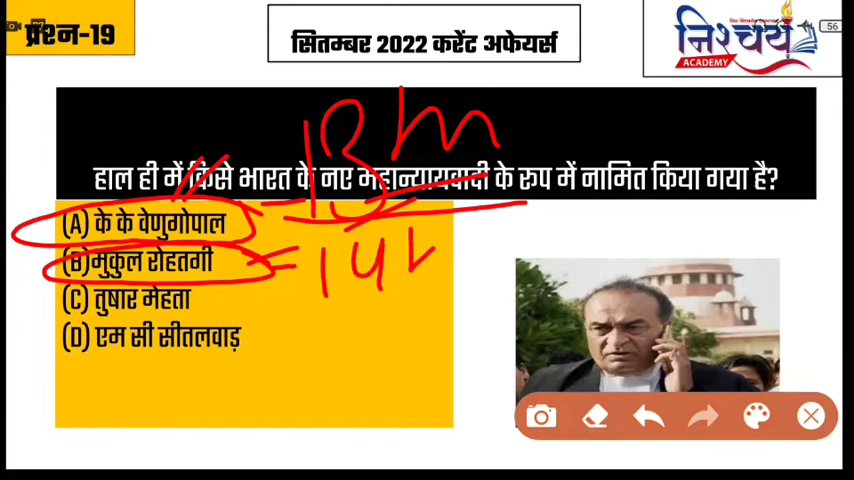 प्रश्न-19
सितम्बर 2022 करेंट अफेयर्स
निश्चय
ACADEMY
56
हाल ही में किसे भारत के नए महान्यायवादी के रुप में नामित किया गया है?
(A) के के वेणुगोपाल
(B) मुकुल रोहतगी
(C) तुषार मेहता
(D) एम सी सीतलवाड़